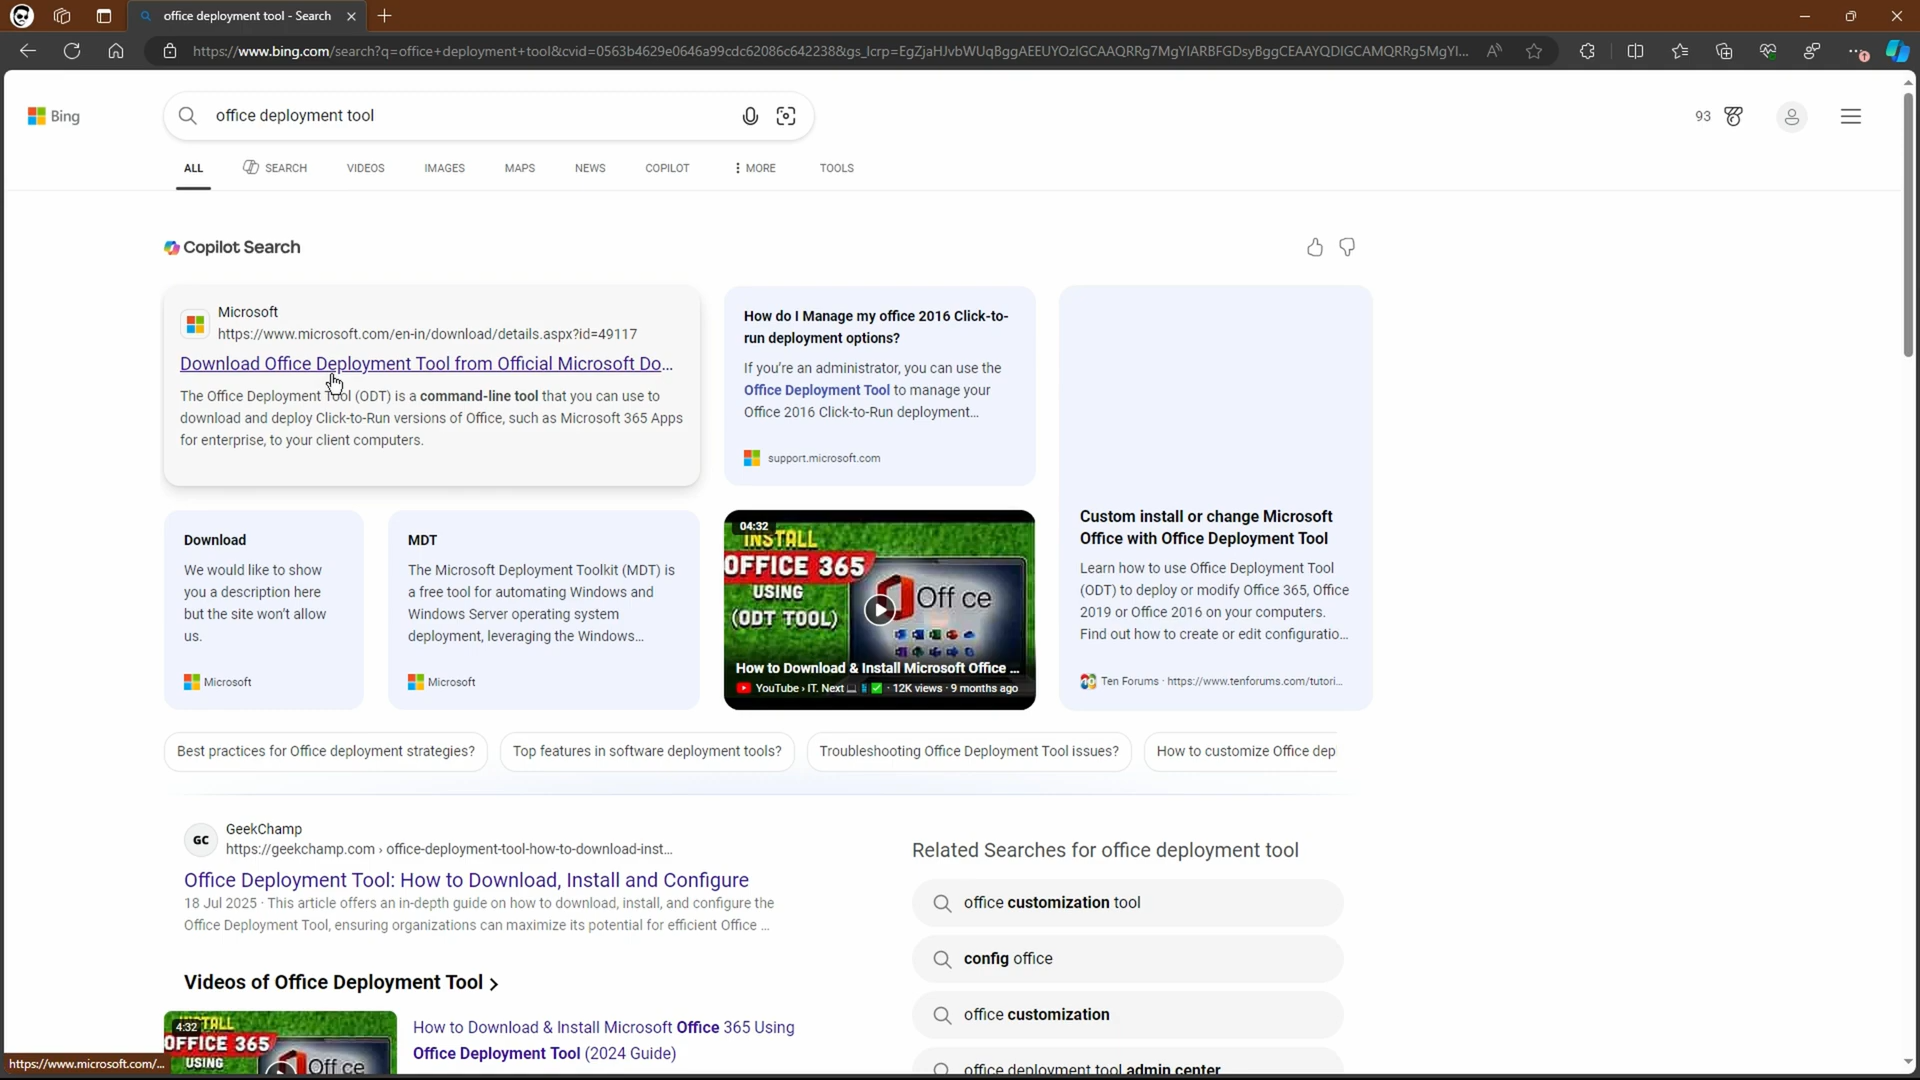 office deployment tool - Search
https://www.bing.com/search?q=office+deployment+tool&cvid=0563b4629e0646a99cdc62086c642238&gs_lcrp=EgZjaHJvbWUqBggAEEUYOzIGCAAQRRg7MgYIARBFGDsyBggCEAAYQDIGCAMQRRg5MgYI...
1
Bing
office deployment tool
93
ALL
SEARCH
VIDEOS
IMAGES
MAPS
NEWS
COPILOT
MORE
TOOLS
Copilot Search
Microsoft
https://www.microsoft.com/en-in/download/details.aspx?id=49117
Download Office Deployment Tool from Official Microsoft Do...
The Office Deployment Tool (ODT) is a command-line tool that you can use to
download and deploy Click-to-Run versions of Office, such as Microsoft 365 Apps
for enterprise, to your client computers.
How do I Manage my office 2016 Click-to-
run deployment options?
If you're an administrator, you can use the
Office Deployment Tool to manage your
Office 2016 Click-to-Run deployment...
support.microsoft.com
Custom install or change Microsoft
Office with Office Deployment Tool
Learn how to use Office Deployment Tool
(ODT) to deploy or modify Office 365, Office
2019 or Office 2016 on your computers.
Find out how to create or edit configuratio...
Ten Forums · https://www.tenforums.com/tutori...
Download
We would like to show
you a description here
but the site won't allow
us.
Microsoft
MDT
The Microsoft Deployment Toolkit (MDT) is
a free tool for automating Windows and
Windows Server operating system
deployment, leveraging the Windows...
Microsoft
04:32
INSTALL
OFFICE 365
USING
(ODT TOOL)
Off ce
How to Download & Install Microsoft Office ...
YouTube › IT. Next · 12K views · 9 months ago
Best practices for Office deployment strategies?
Top features in software deployment tools?
Troubleshooting Office Deployment Tool issues?
How to customize Office dep
GC
GeekChamp
https://geekchamp.com › office-deployment-tool-how-to-download-inst...
Office Deployment Tool: How to Download, Install and Configure
18 Jul 2025 · This article offers an in-depth guide on how to download, install, and configure the
Office Deployment Tool, ensuring organizations can maximize its potential for efficient Office ...
Related Searches for office deployment tool
office customization tool
config office
office customization
office deployment tool admin center
Videos of Office Deployment Tool >
4:32
OFFICE 365
USING
Off ce
How to Download & Install Microsoft Office 365 Using
Office Deployment Tool (2024 Guide)
https://www.microsoft.com/...